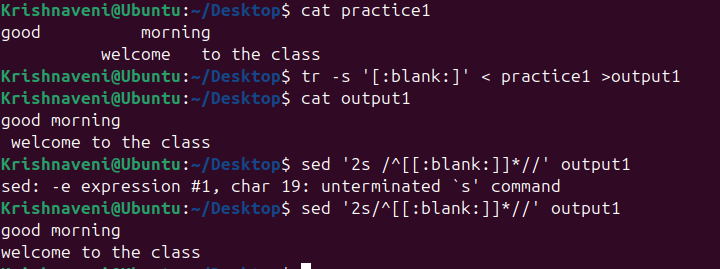 Krishnaveni@Ubuntu:~/Desktop$ cat practice1
good          morning
          welcome   to the class
Krishnaveni@Ubuntu:~/Desktop$ tr -s '[:blank:]' < practice1 >output1
Krishnaveni@Ubuntu:~/Desktop$ cat output1
good morning
 welcome to the class
Krishnaveni@Ubuntu:~/Desktop$ sed '2s /^[[:blank:]]*//' output1
sed: -e expression #1, char 19: unterminated `s' command
Krishnaveni@Ubuntu:~/Desktop$ sed '2s/^[[:blank:]]*//' output1
good morning
welcome to the class